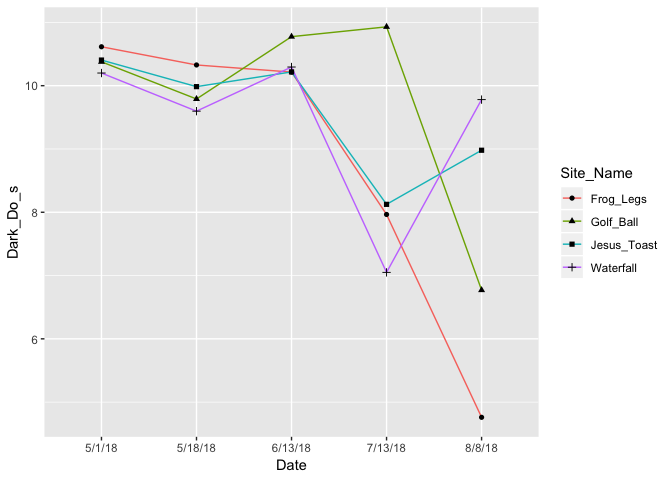 Dark_Do_s
10
8
6
5/1/18 5/18/18 6/13/18 7/13/18 8/8/18
Date
Site_Name
Frog_Legs
Golf_Ball
Jesus_Toast
Waterfall